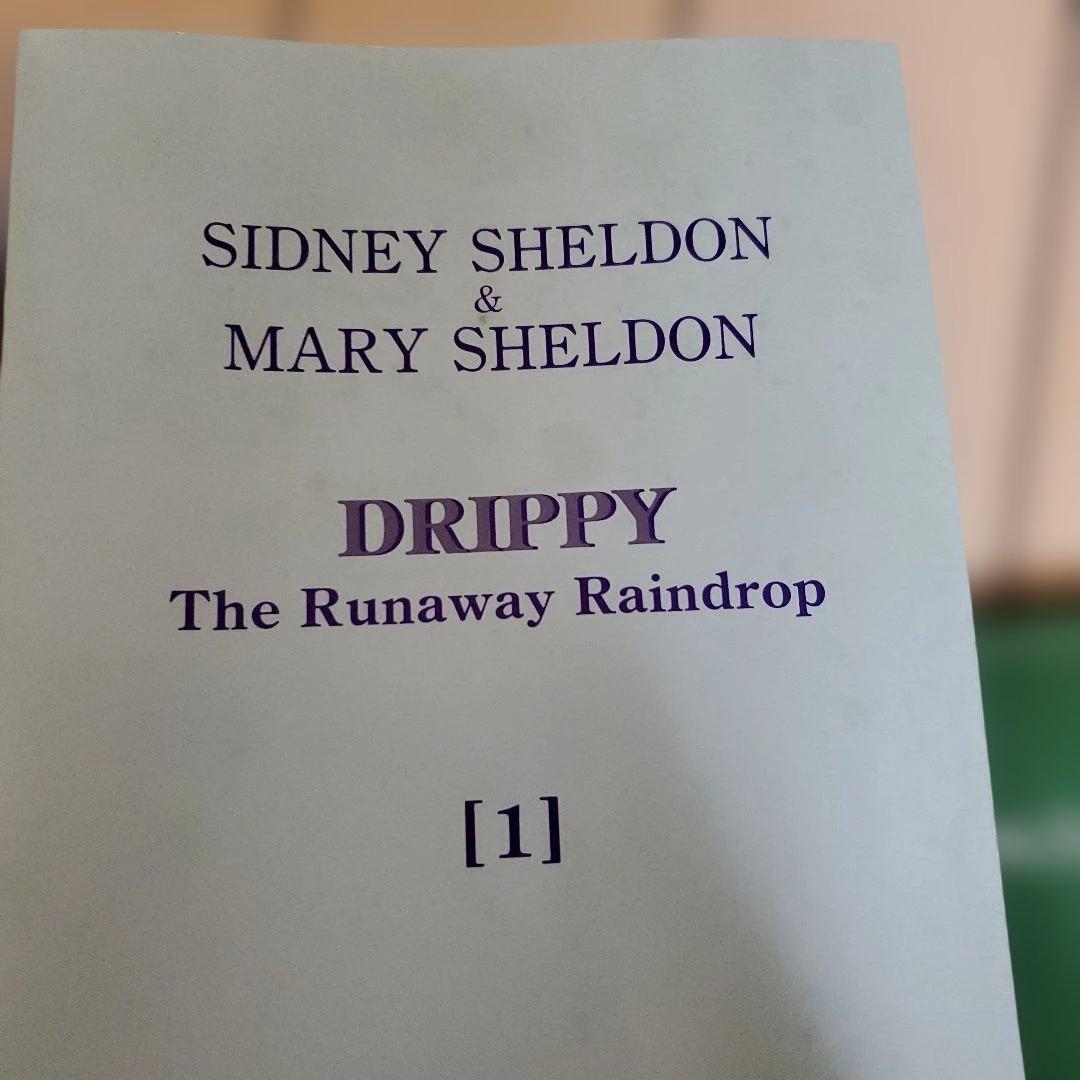 SIDNEY SHELDON
&
MARY SHELDON
DRIPPY
The Runaway Raindrop
[1]